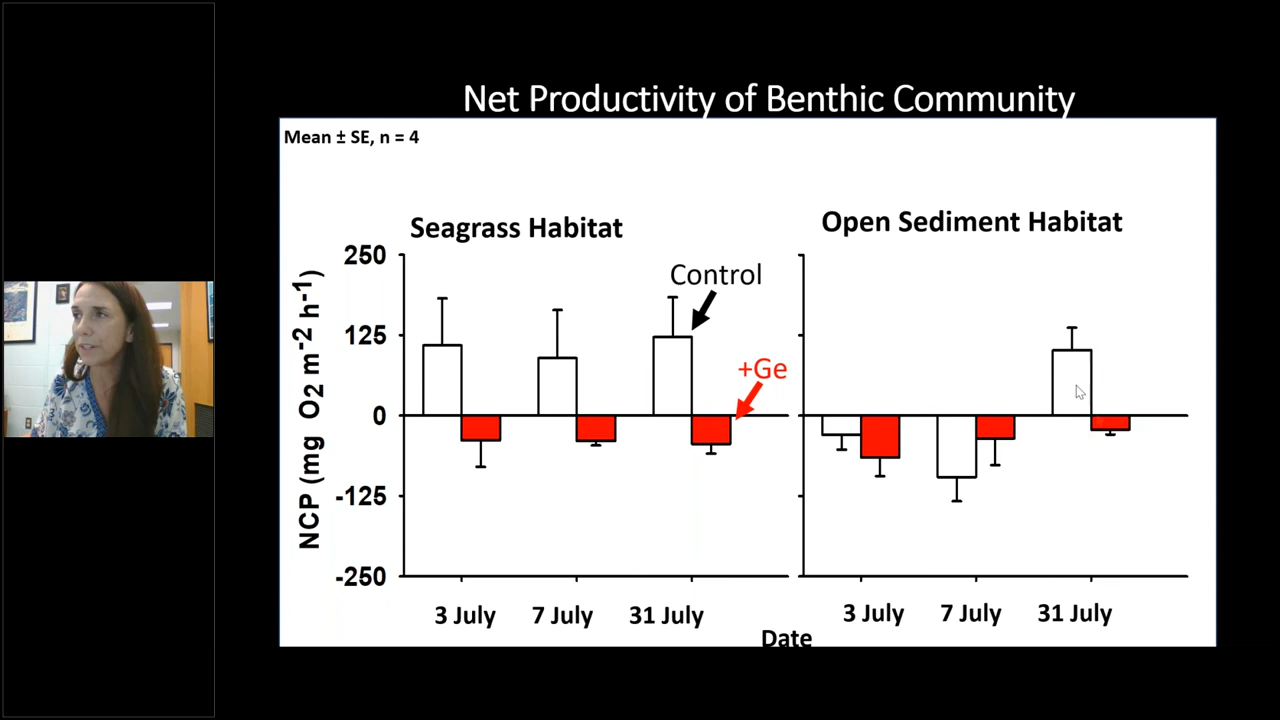 Net Productivity of Benthic Community
Mean ± SE, n = 4
Seagrass Habitat
Open Sediment Habitat
NCP (mg O2 m-2 h-1)
250
125
0
-125
-250
Control
+Ge
3 July
7 July
31 July
3 July
7 July
31 July
Date